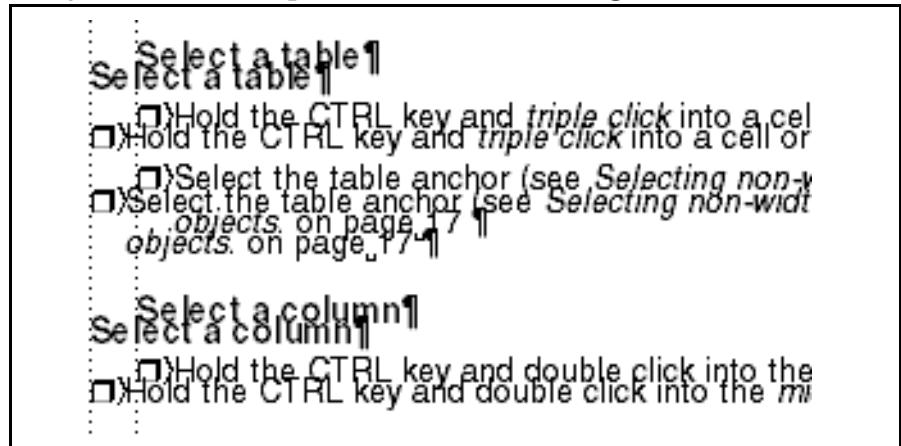 Select a table¶
Select a table¶
❐⟩Hold the CTRL key and triple click into a cel
❐⟩Hold the CTRL key and triple click into a cell or
❐⟩Select the table anchor (see Selecting non-w
❐⟩Select the table anchor (see Selecting non-widt
objects. on page 17 ¶
objects. on page 17 ¶
Select a column¶
Select a column¶
❐⟩Hold the CTRL key and double click into the
❐⟩Hold the CTRL key and double click into the mi